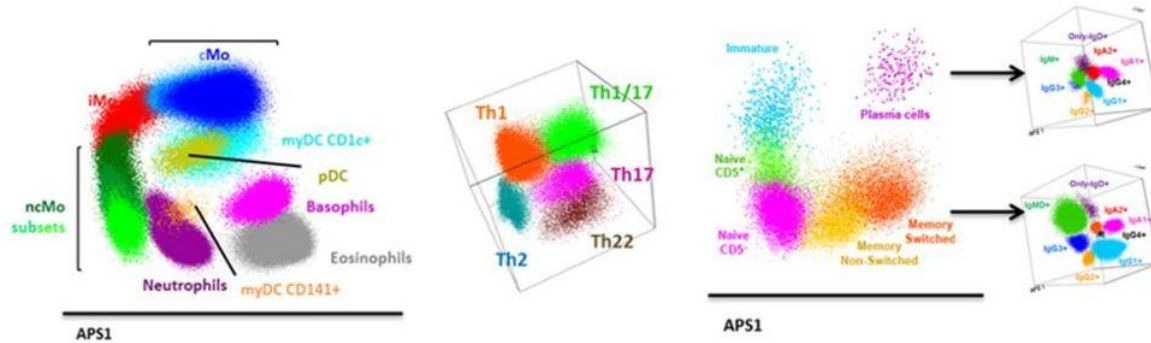 cMo
iMo
myDC CD1c+
pDC
ncMo
subsets
Basophils
Eosinophils
Neutrophils
myDC CD141+
APS1
Th1
Th1/17
Th17
Th22
Th2
Immature
Plasma cells
Naive
CD5+
Naive
CD5-
Memory
Switched
Memory
Non-Switched
APS1
Only-IgD+
IgM+
IgA2+
IgA1+
IgG3+
IgG4+
IgG1+
IgG2+
APS1
Only-IgD+
IgMD+
IgA2+
IgA1+
IgG3+
IgG4+
IgG1+
IgG2+
APS1